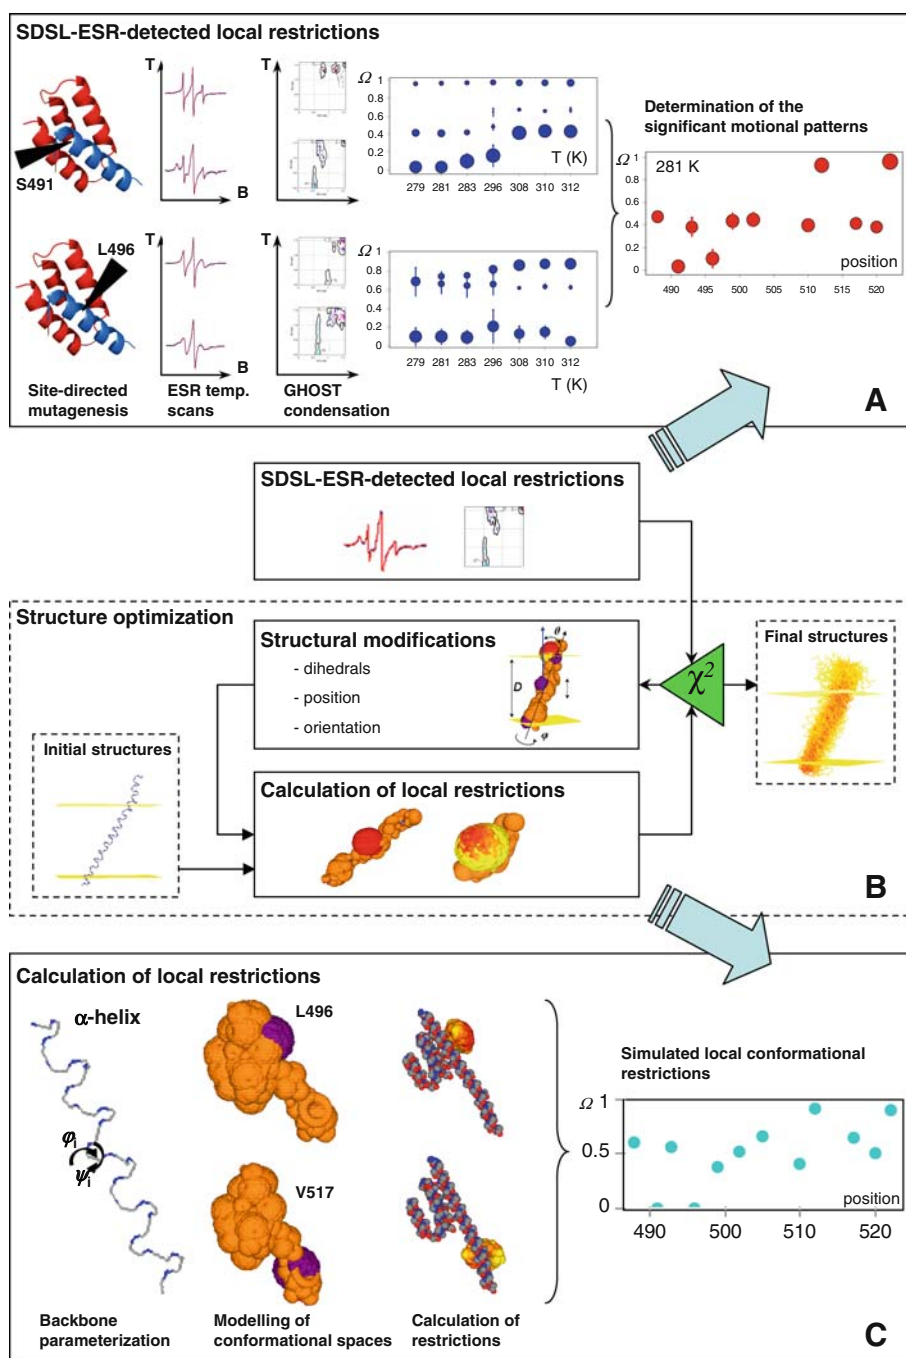 SDSL-ESR-detected local restrictions
S491
T
B
T
Ω
1
0.8
0.6
0.4
0.2
0
T (K)
279 281 283 296 308 310 312
Determination of the
significant motional patterns
Ω
1
0.8
0.6
0.4
0.2
0
281 K
position
490 495 500 505 510 515 520
L496
T
B
T
Ω
1
0.8
0.6
0.4
0.2
0
279 281 283 296 308 310 312
T (K)
Site-directed
mutagenesis
ESR temp.
scans
GHOST
condensation
A
SDSL-ESR-detected local restrictions
Structure optimization
Structural modifications
- dihedrals
- position
- orientation
D
θ
φ
χ²
Final structures
Initial structures
Calculation of local restrictions
B
Calculation of local restrictions
α-helix
φi
ψi
L496
V517
Simulated local conformational
restrictions
Ω
1
0.5
0
position
490 500 510 520
Backbone
parameterization
Modelling of
conformational spaces
Calculation of
restrictions
C